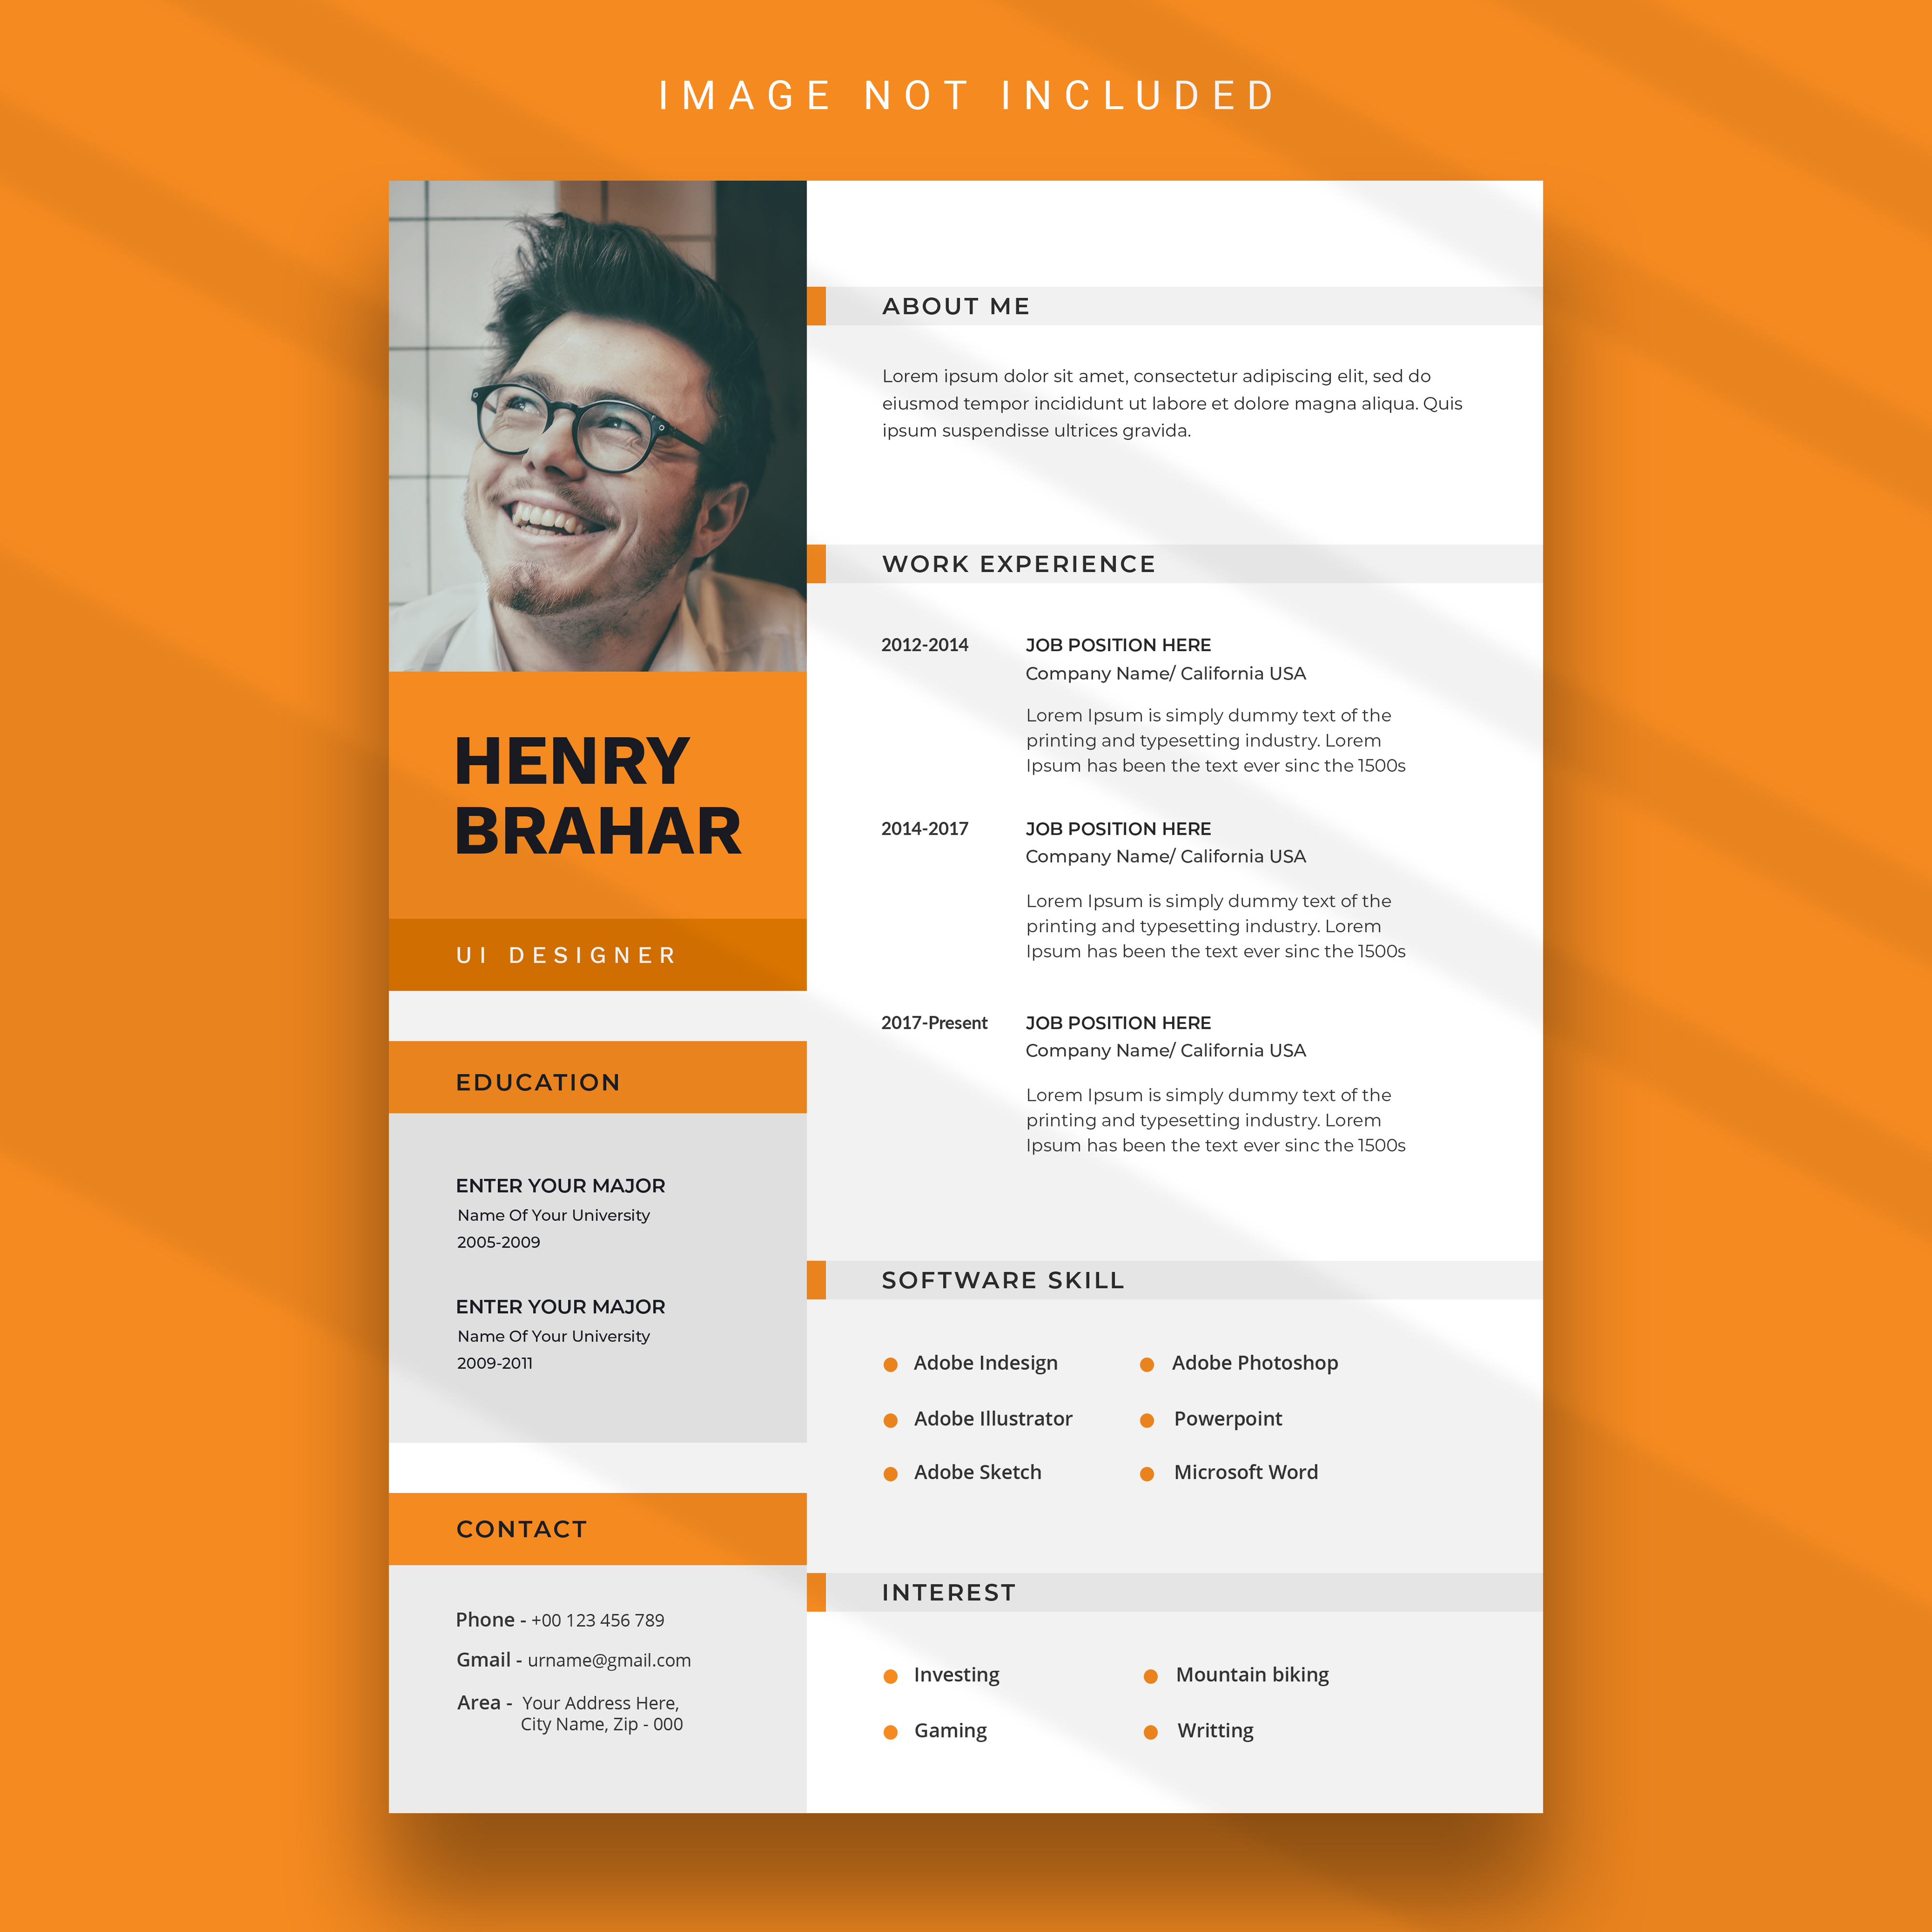 IMAGE NOT INCLUDED
HENRY
BRAHAR
UI DESIGNER
EDUCATION
ENTER YOUR MAJOR
Name Of Your University
2005-2009
ENTER YOUR MAJOR
Name Of Your University
2009-2011
CONTACT
Phone - +00 123 456 789
Gmail - urname@gmail.com
Area - Your Address Here,
City Name, Zip - 000
ABOUT ME
Lorem ipsum dolor sit amet, consectetur adipiscing elit, sed do
eiusmod tempor incididunt ut labore et dolore magna aliqua. Quis
ipsum suspendisse ultrices gravida.
WORK EXPERIENCE
2012-2014 JOB POSITION HERE
Company Name/ California USA
Lorem Ipsum is simply dummy text of the
printing and typesetting industry. Lorem
Ipsum has been the text ever sinc the 1500s
2014-2017 JOB POSITION HERE
Company Name/ California USA
Lorem Ipsum is simply dummy text of the
printing and typesetting industry. Lorem
Ipsum has been the text ever sinc the 1500s
2017-Present JOB POSITION HERE
Company Name/ California USA
Lorem Ipsum is simply dummy text of the
printing and typesetting industry. Lorem
Ipsum has been the text ever sinc the 1500s
SOFTWARE SKILL
Adobe Indesign Adobe Photoshop
Adobe Illustrator Powerpoint
Adobe Sketch Microsoft Word
INTEREST
Investing Mountain biking
Gaming Writting